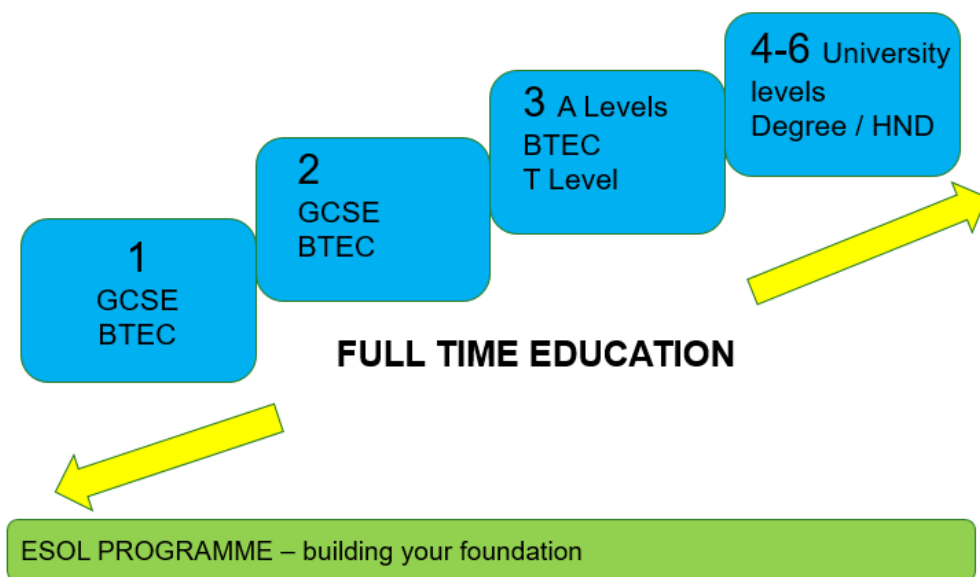 4-6 University
levels
Degree / HND
3 A Levels
BTEC
T Level
2
GCSE
BTEC
1
GCSE
BTEC
FULL TIME EDUCATION
ESOL PROGRAMME – building your foundation